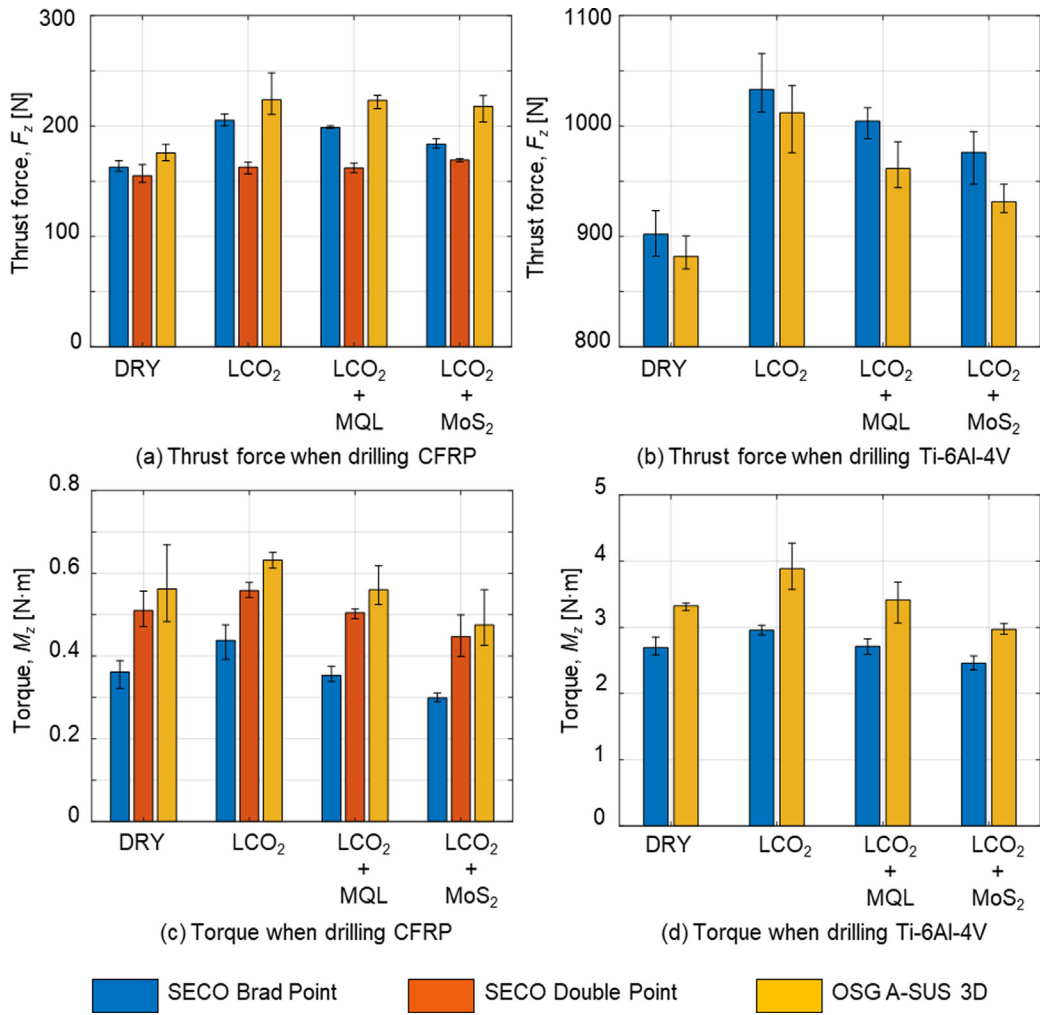 300
200
100
0
Thrust force, F_z [N]
DRY
LCO₂
LCO₂
+
MQL
LCO₂
+
MoS₂
(a) Thrust force when drilling CFRP
1100
1000
900
800
Thrust force, F_z [N]
DRY
LCO₂
LCO₂
+
MQL
LCO₂
+
MoS₂
(b) Thrust force when drilling Ti-6Al-4V
0.8
0.6
0.4
0.2
0
Torque, M_z [N·m]
DRY
LCO₂
LCO₂
+
MQL
LCO₂
+
MoS₂
(c) Torque when drilling CFRP
5
4
3
2
1
0
Torque, M_z [N·m]
DRY
LCO₂
LCO₂
+
MQL
LCO₂
+
MoS₂
(d) Torque when drilling Ti-6Al-4V
SECO Brad Point
SECO Double Point
OSG A-SUS 3D